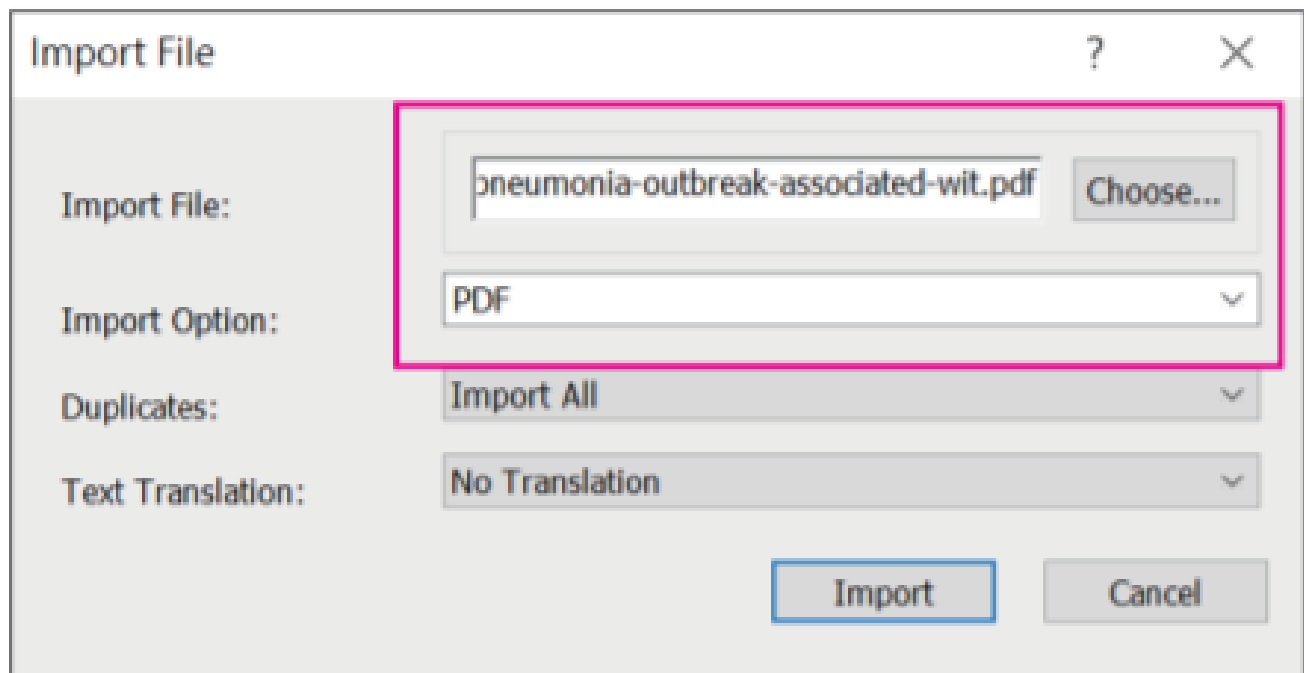 Import File
Import File: pneumonia-outbreak-associated-wit.pdf Choose...
Import Option: PDF
Duplicates: Import All
Text Translation: No Translation
Import Cancel